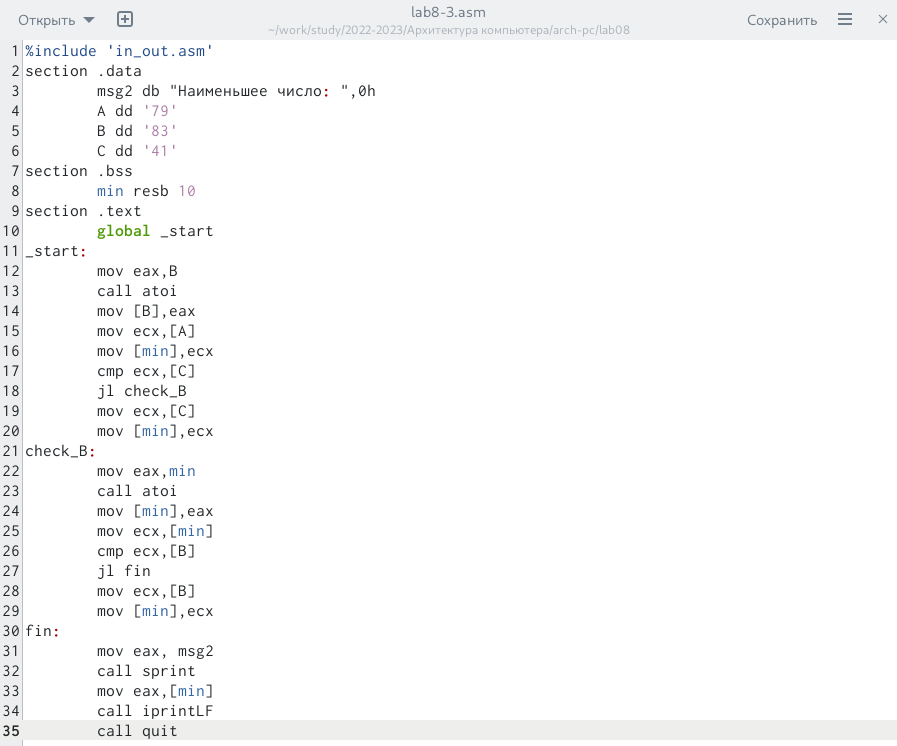 Открыть
lab8-3.asm
~/work/study/2022-2023/Архитектура компьютера/arch-pc/lab08
Сохранить
1 %include 'in_out.asm'
2 section .data
3 msg2 db "Наименьшее число: ",0h
4 A dd '79'
5 B dd '83'
6 C dd '41'
7 section .bss
8 min resb 10
9 section .text
10 global _start
11 _start:
12 mov eax,B
13 call atoi
14 mov [B],eax
15 mov ecx,[A]
16 mov [min],ecx
17 cmp ecx,[C]
18 jl check_B
19 mov ecx,[C]
20 mov [min],ecx
21 check_B:
22 mov eax,min
23 call atoi
24 mov [min],eax
25 mov ecx,[min]
26 cmp ecx,[B]
27 jl fin
28 mov ecx,[B]
29 mov [min],ecx
30 fin:
31 mov eax, msg2
32 call sprint
33 mov eax,[min]
34 call iprintLF
35 call quit